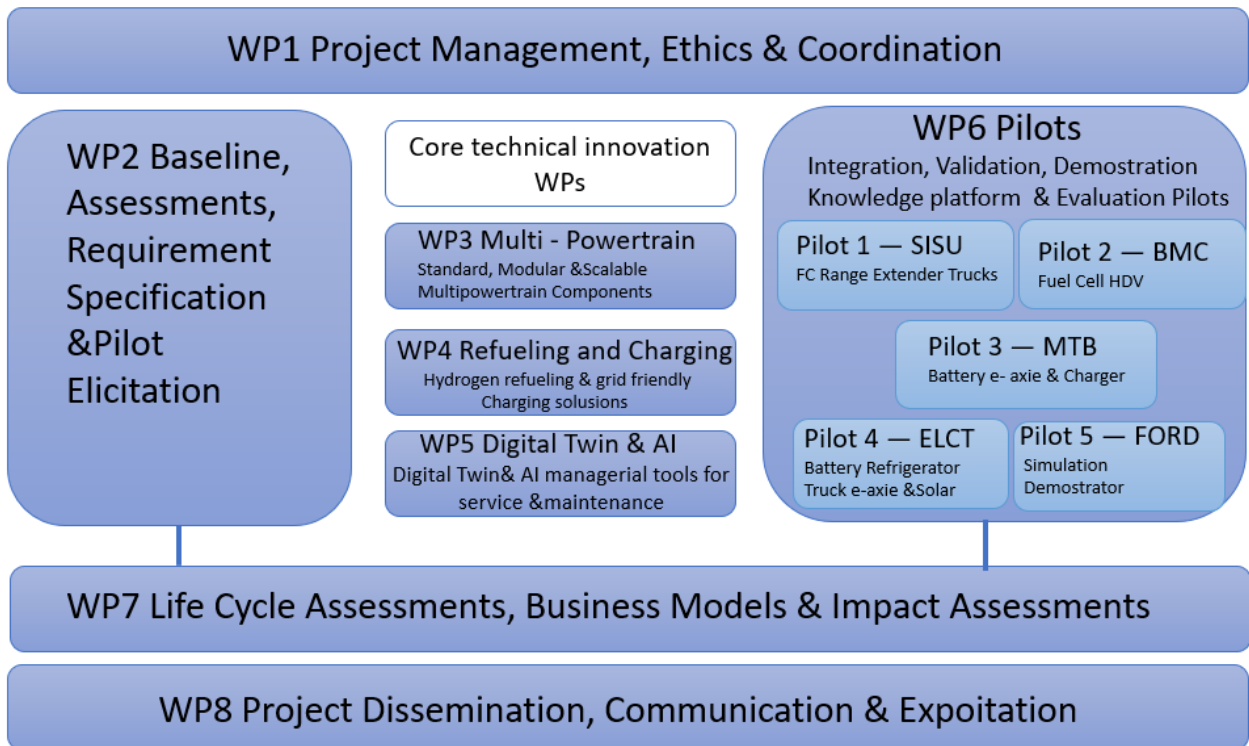 WP1 Project Management, Ethics & Coordination
WP2 Baseline,
Assessments,
Requirement
Specification
&Pilot
Elicitation
Core technical innovation
WPs
WP3 Multi - Powertrain
Standard, Modular &Scalable
Multipowertrain Components
WP4 Refueling and Charging
Hydrogen refueling & grid friendly
Charging solusions
WP5 Digital Twin & AI
Digital Twin& AI managerial tools for
service &maintenance
WP6 Pilots
Integration, Validation, Demostration
Knowledge platform & Evaluation Pilots
Pilot 1 — SISU
FC Range Extender Trucks
Pilot 2 — BMC
Fuel Cell HDV
Pilot 3 — MTB
Battery e- axie & Charger
Pilot 4 — ELCT
Battery Refrigerator
Truck e-axie &Solar
Pilot 5 — FORD
Simulation
Demostrator
WP7 Life Cycle Assessments, Business Models & Impact Assessments
WP8 Project Dissemination, Communication & Expoitation